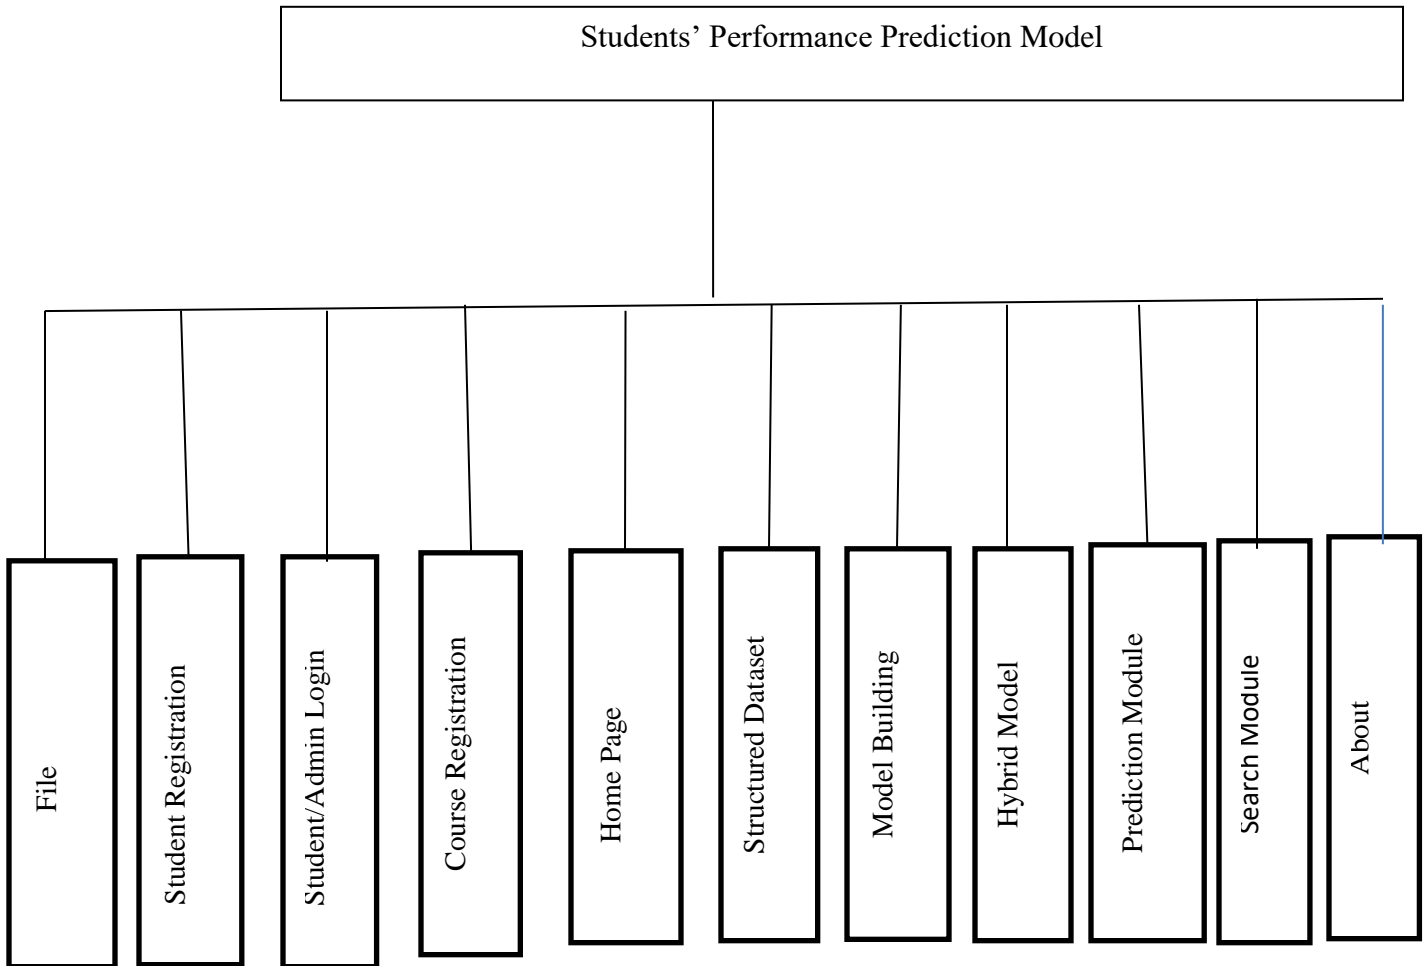 Students’ Performance Prediction Model
File
Student Registration
Student/Admin Login
Course Registration
Home Page
Structured Dataset
Model Building
Hybrid Model
Prediction Module
Search Module
About